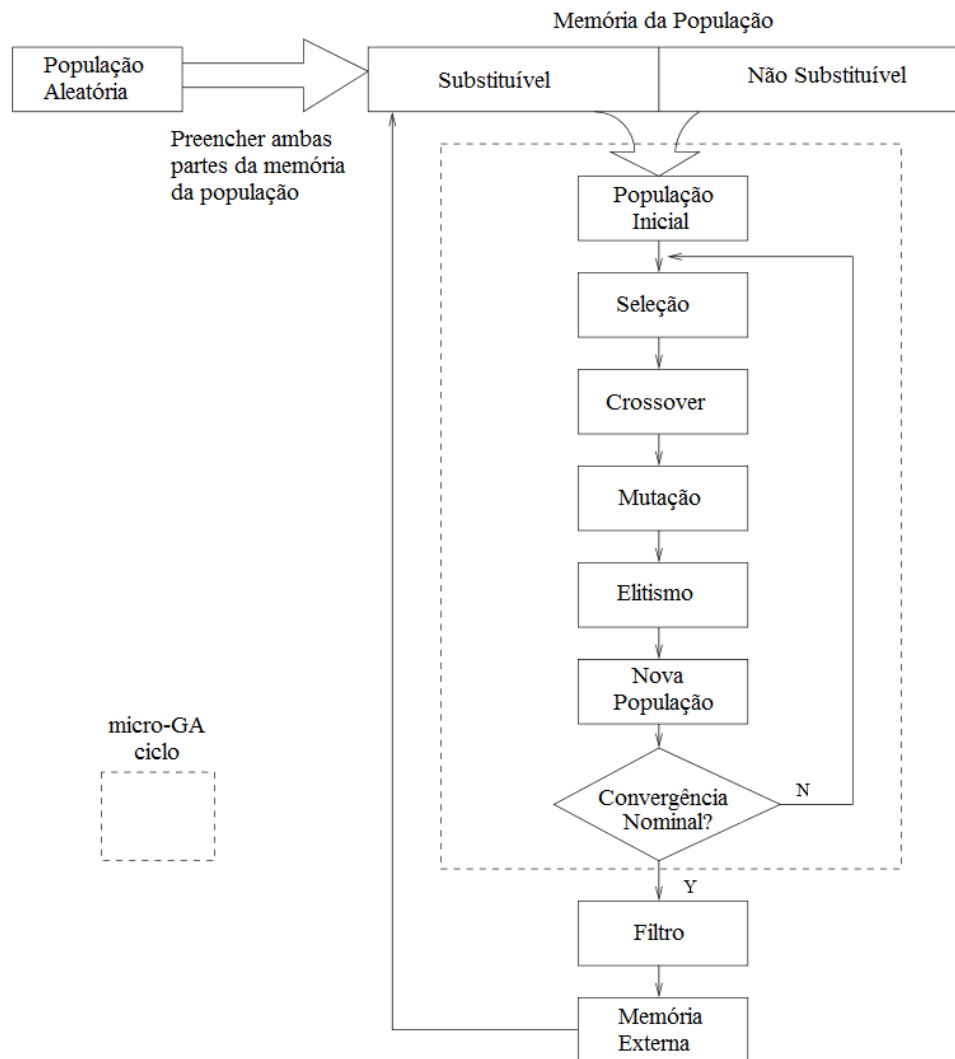 Memória da População
População
Aleatória
Substituível
Não Substituível
Preencher ambas
partes da memória
da população
População
Inicial
Seleção
Crossover
Mutação
Elitismo
Nova
População
micro-GA
ciclo
Convergência
Nominal?
N
Y
Filtro
Memória
Externa